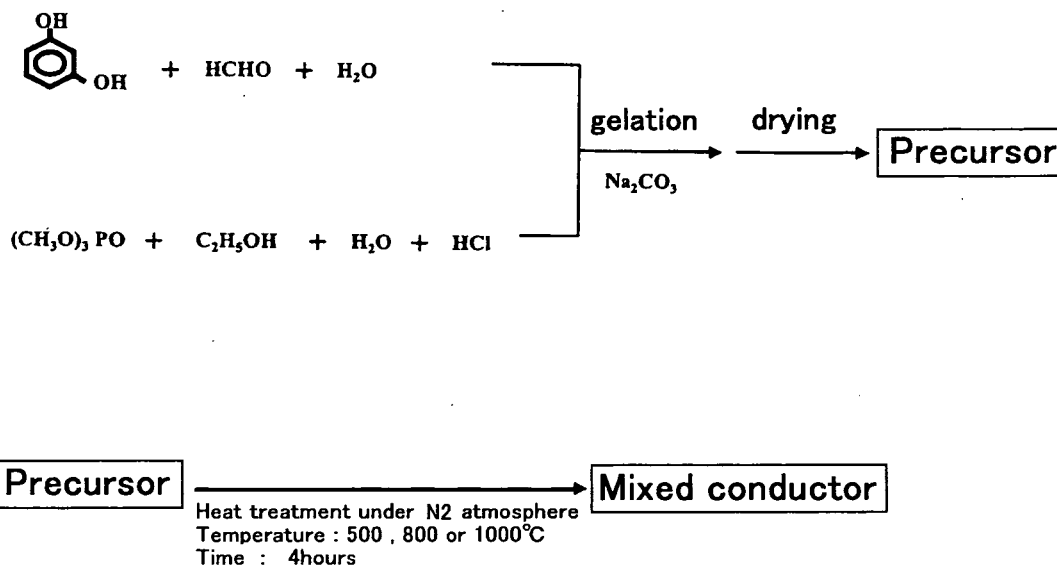 OH
OH + HCHO + H₂O
gelation drying
Precursor
Na₂CO₃
(CH₃O)₃ PO + C₂H₅OH + H₂O + HCl
Precursor
Mixed conductor
Heat treatment under N2 atmosphere
Temperature : 500 , 800 or 1000℃
Time : 4hours